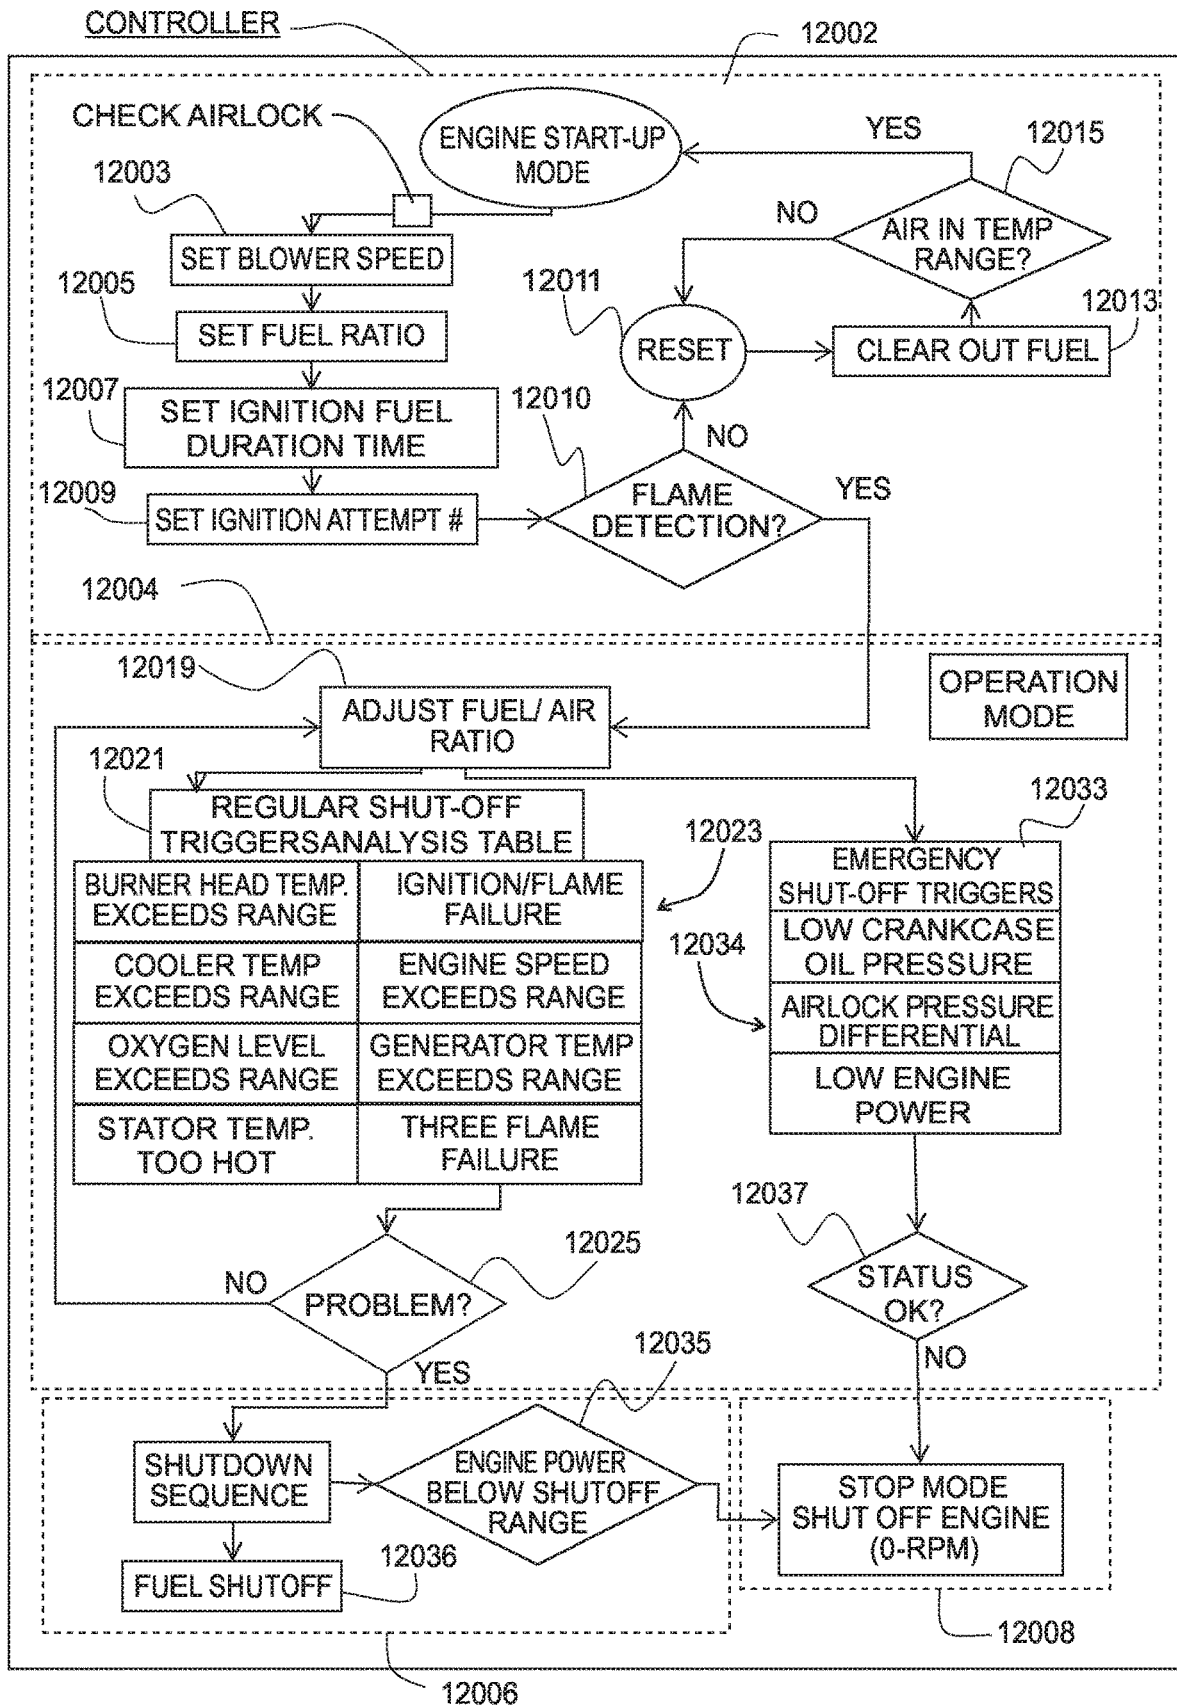 CONTROLLER
12002
CHECK AIRLOCK
ENGINE START-UP
MODE
YES
12015
12003
NO
AIR IN TEMP
RANGE?
SET BLOWER SPEED
12005
12011
12013
SET FUEL RATIO
RESET
CLEAR OUT FUEL
12007
SET IGNITION FUEL
DURATION TIME
12010
NO
12009
SET IGNITION ATTEMPT #
FLAME
DETECTION?
YES
12004
12019
ADJUST FUEL/ AIR
RATIO
OPERATION
MODE
12021
REGULAR SHUT-OFF
TRIGGERSANALYSIS TABLE
BURNER HEAD TEMP.
EXCEEDS RANGE
IGNITION/FLAME
FAILURE
COOLER TEMP
EXCEEDS RANGE
ENGINE SPEED
EXCEEDS RANGE
OXYGEN LEVEL
EXCEEDS RANGE
GENERATOR TEMP
EXCEEDS RANGE
STATOR TEMP.
TOO HOT
THREE FLAME
FAILURE
12023
12033
EMERGENCY
SHUT-OFF TRIGGERS
12034
LOW CRANKCASE
OIL PRESSURE
AIRLOCK PRESSURE
DIFFERENTIAL
LOW ENGINE
POWER
12037
STATUS
OK?
NO
12025
NO
PROBLEM?
YES
12035
SHUTDOWN
SEQUENCE
ENGINE POWER
BELOW SHUTOFF
RANGE
STOP MODE
SHUT OFF ENGINE
(0-RPM)
12036
FUEL SHUTOFF
12008
12006